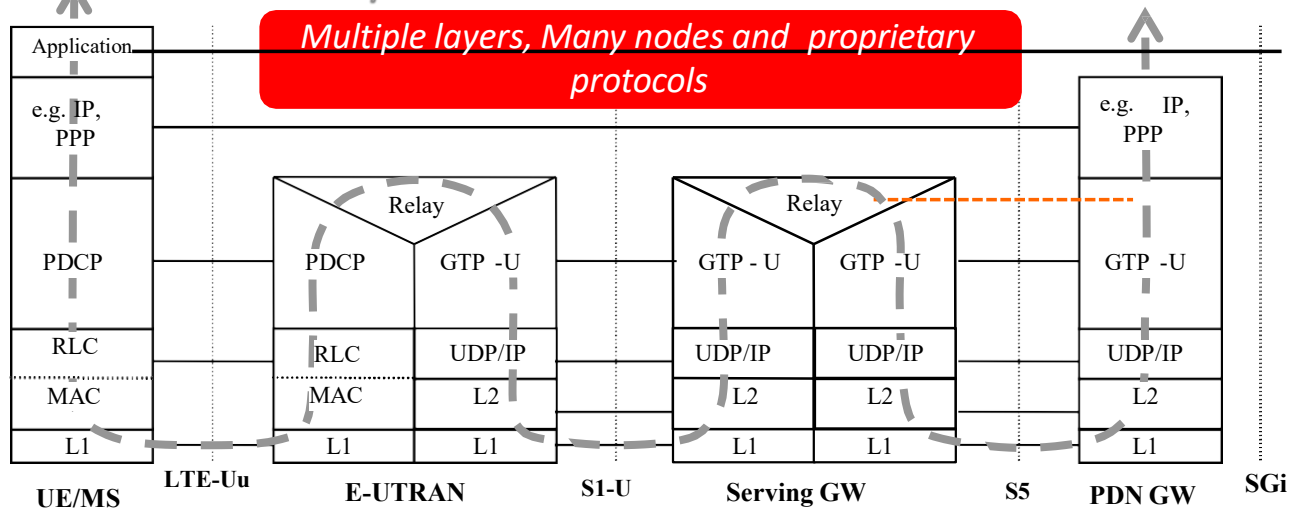 Multiple layers, Many nodes and proprietary
protocols
Application
e.g. IP,
PPP
e.g. IP,
PPP
Relay
Relay
PDCP
PDCP
GTP -U
GTP - U
GTP -U
GTP -U
RLC
RLC
UDP/IP
UDP/IP
UDP/IP
UDP/IP
MAC
MAC
L2
L2
L2
L2
L1
L1
L1
L1
L1
L1
UE/MS
LTE-Uu
E-UTRAN
S1-U
Serving GW
S5
PDN GW
SGi